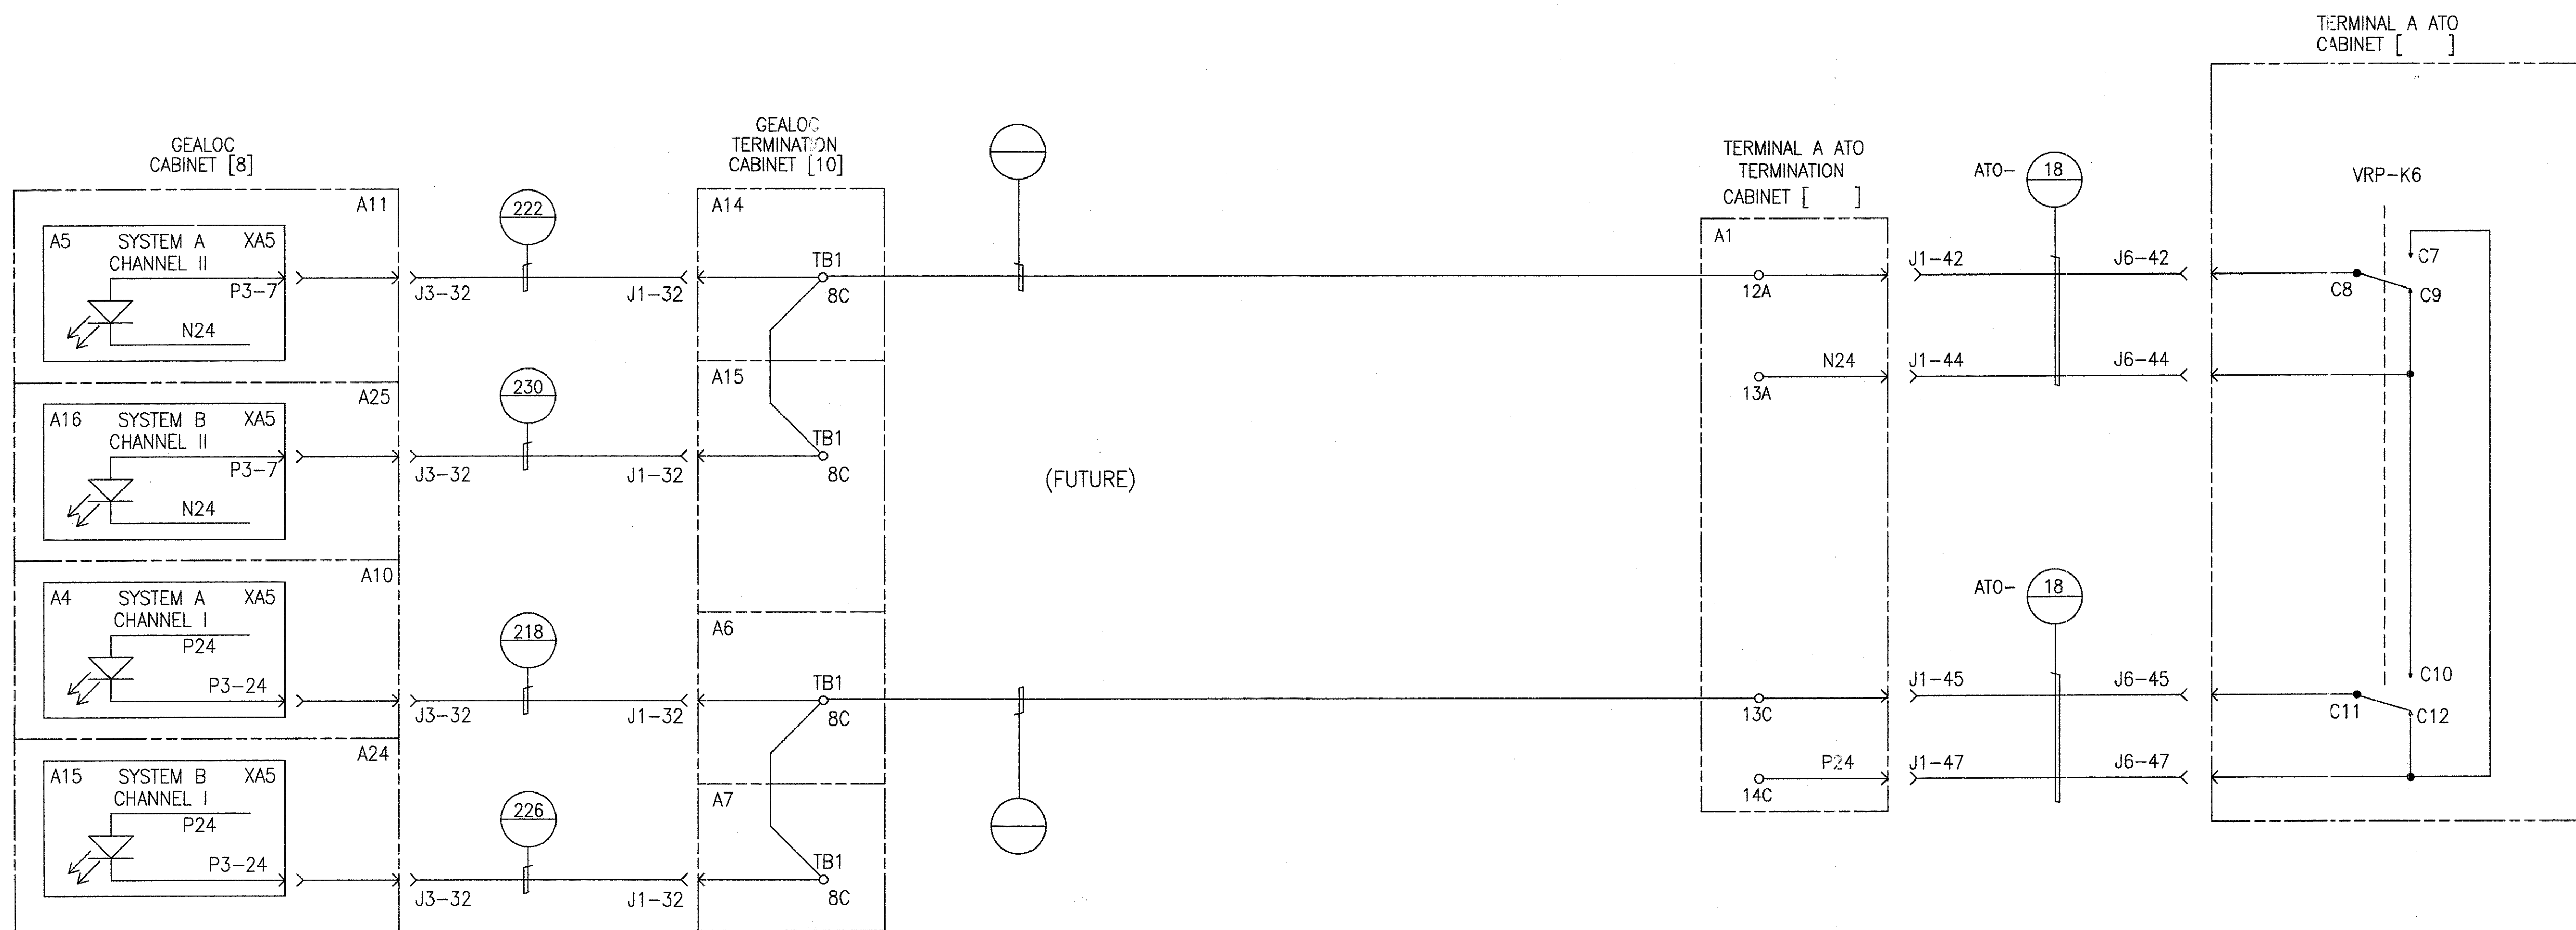 TERMINAL A ATO
CABINET [ ]
GEALOC
CABINET [8]
GEALOC
TERMINATION
CABINET [10]
TERMINAL A ATO
TERMINATION
CABINET [ ]
ATO-
18
VRP-K6
A11
A5
SYSTEM A
XA5
CHANNEL II
P3-7
N24
222
J3-32
J1-32
A14
TB1
8C
A1
12A
J1-42
J6-42
C7
C8
C9
N24
13A
J1-44
J6-44
A25
A16
SYSTEM B
XA5
CHANNEL II
P3-7
N24
230
J3-32
J1-32
A15
TB1
8C
(FUTURE)
A10
A4
SYSTEM A
XA5
CHANNEL I
P24
P3-24
218
J3-32
J1-32
A6
TB1
8C
ATO-
18
13C
J1-45
J6-45
C10
C11
C12
P24
14C
J1-47
J6-47
A24
A15
SYSTEM B
XA5
CHANNEL I
P24
P3-24
226
J3-32
J1-32
A7
TB1
8C